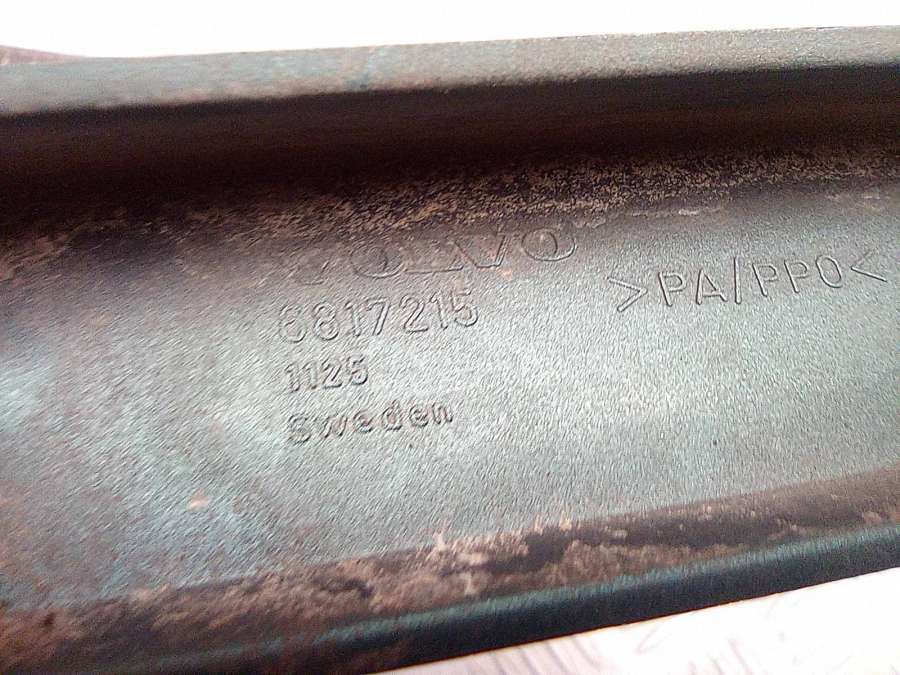 VOLVO
6817215
>PA/PPO<
1125
Sweden